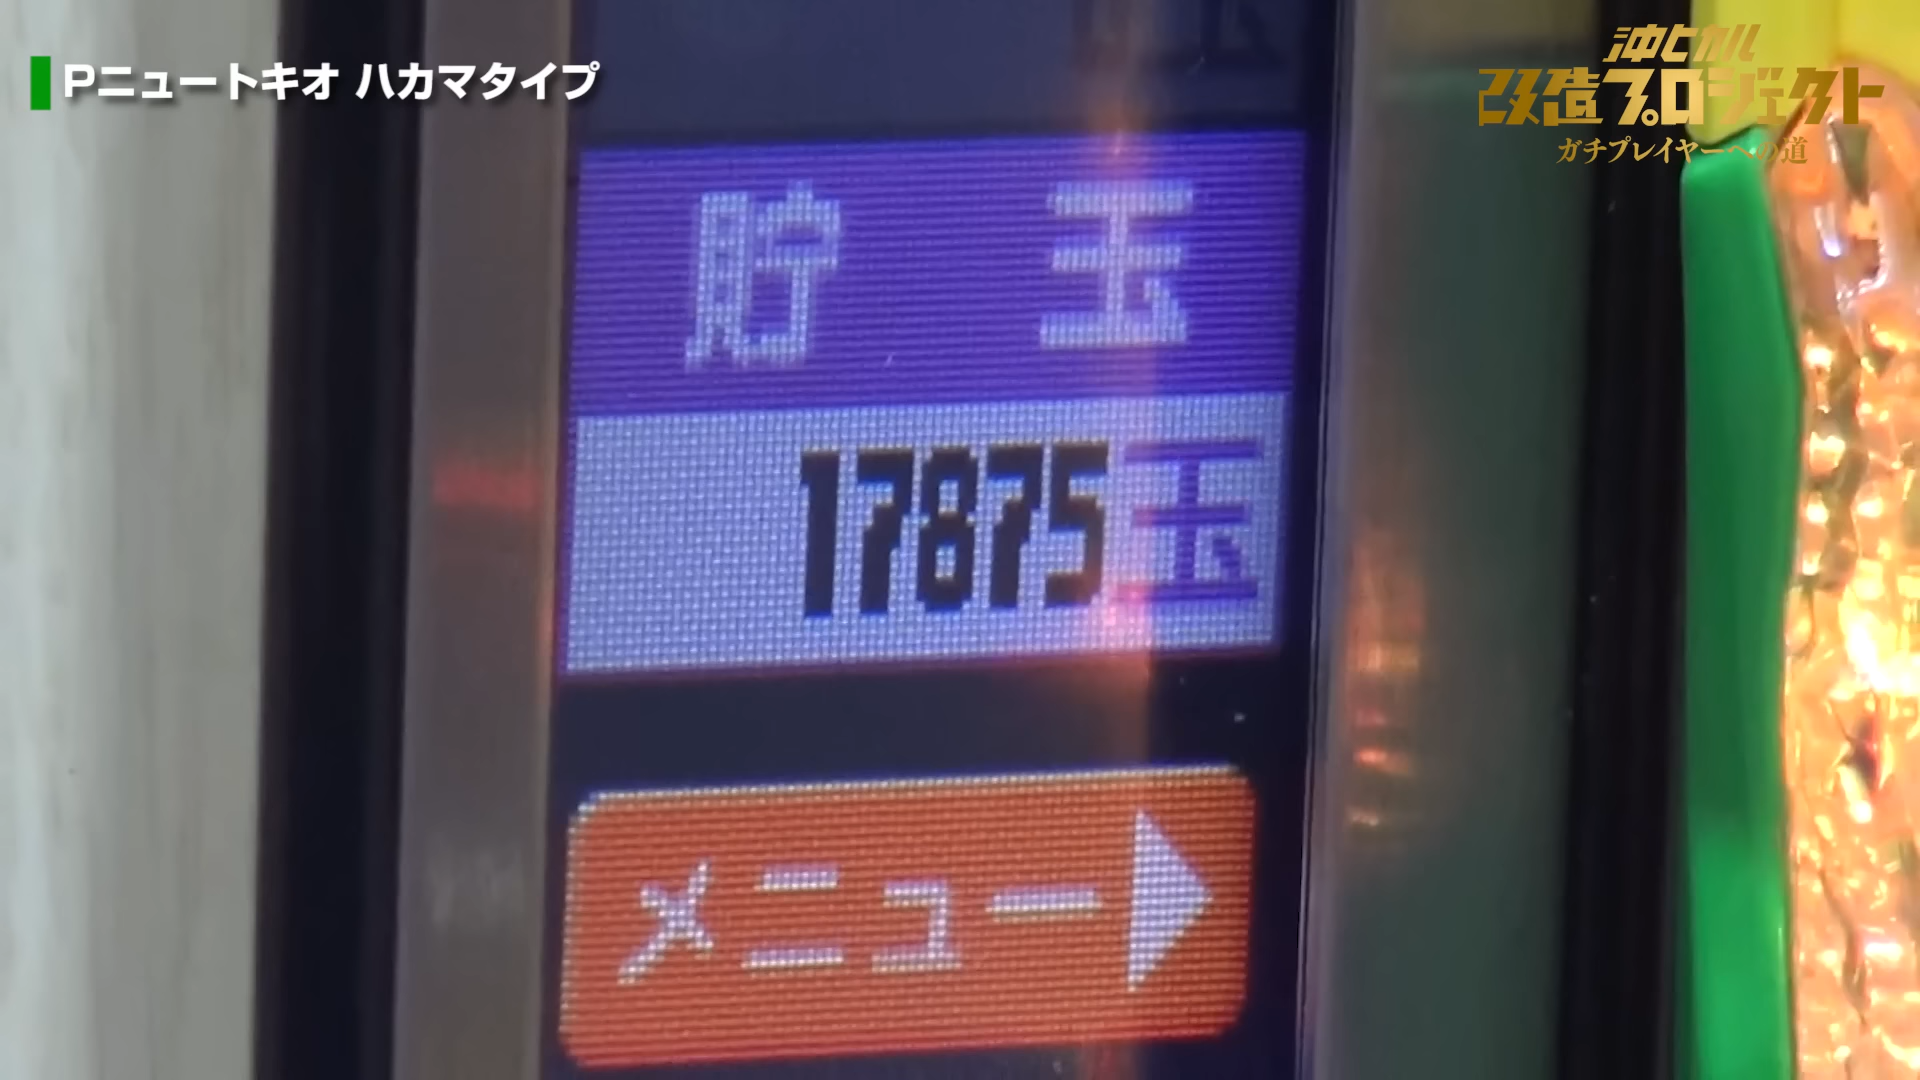 Pニュートキオ ハカマタイプ
沖ヒカル
改造プロジェクト
ガチプレイヤーへの道
貯 玉
17875玉
メニュー